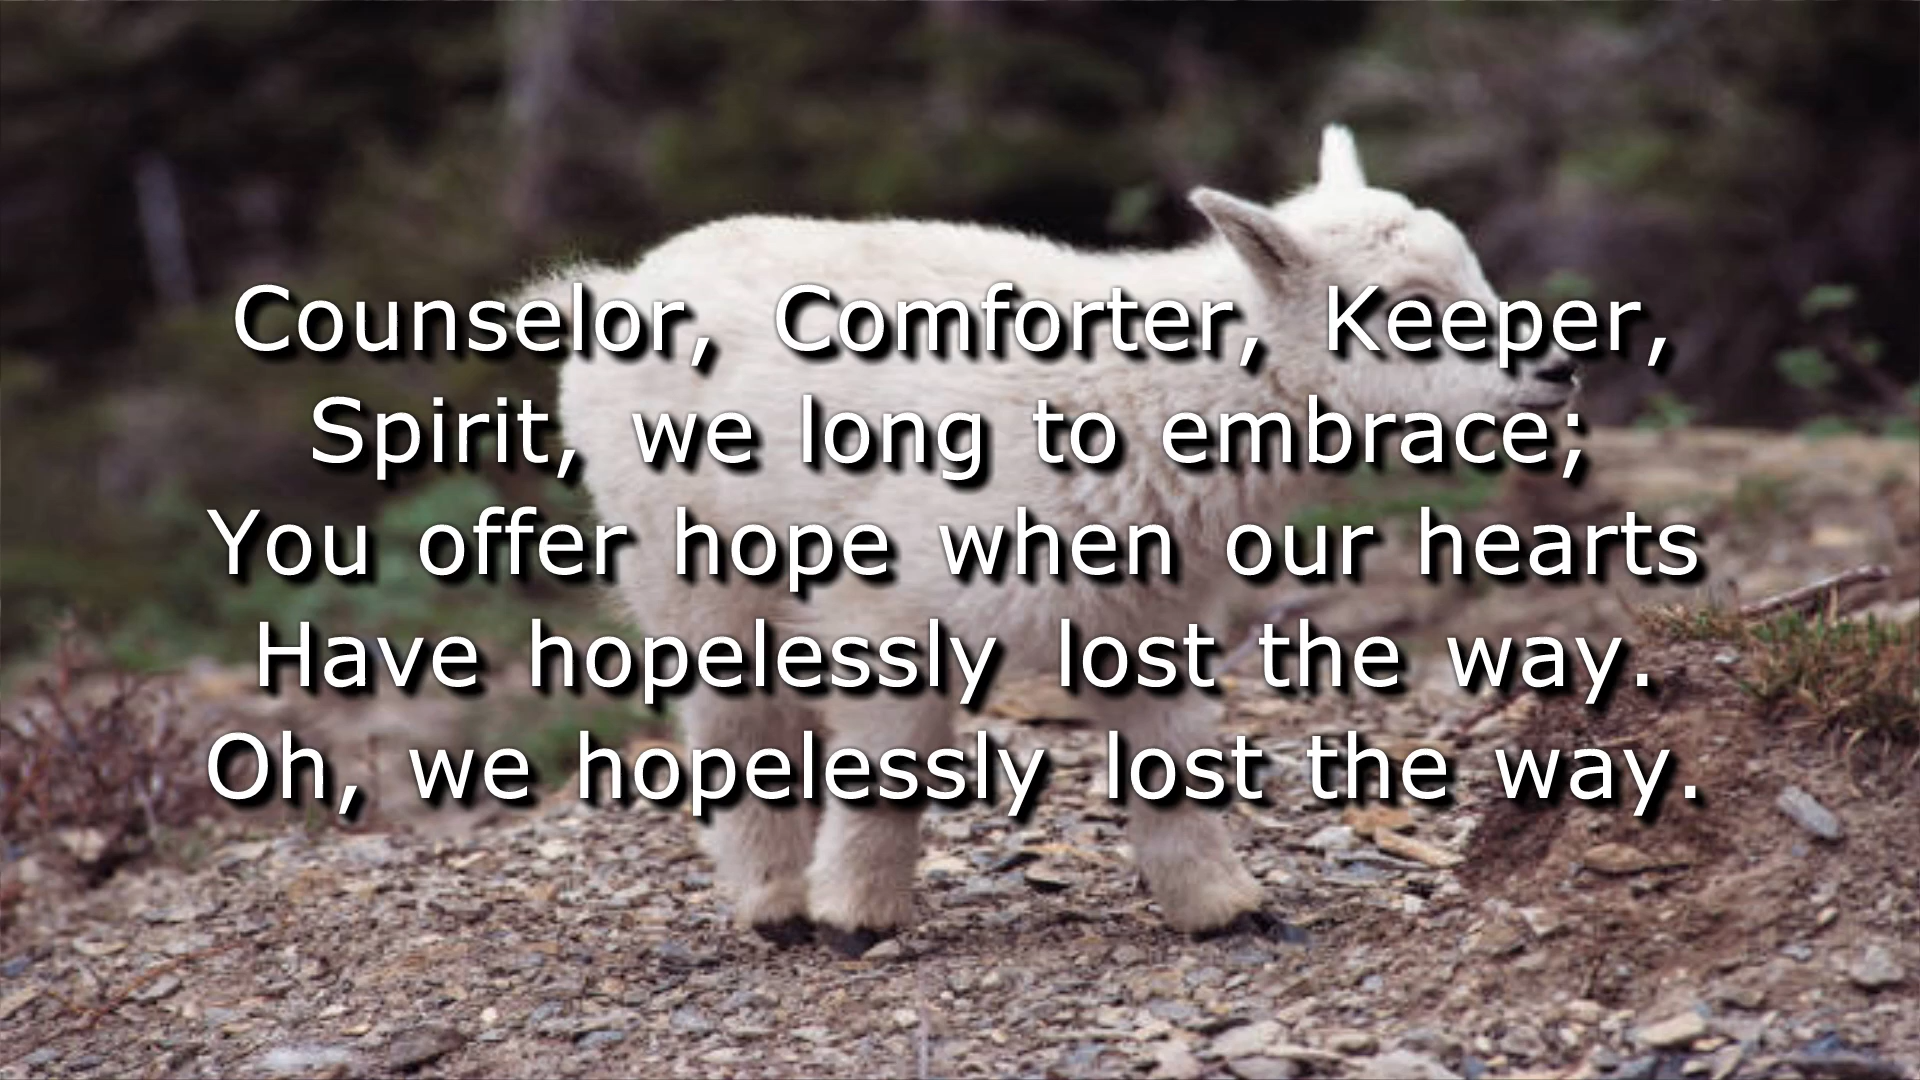 Counselor, Comforter, Keeper,
Spirit, we long to embrace;
You offer hope when our hearts
Have hopelessly lost the way.
Oh, we hopelessly lost the way.